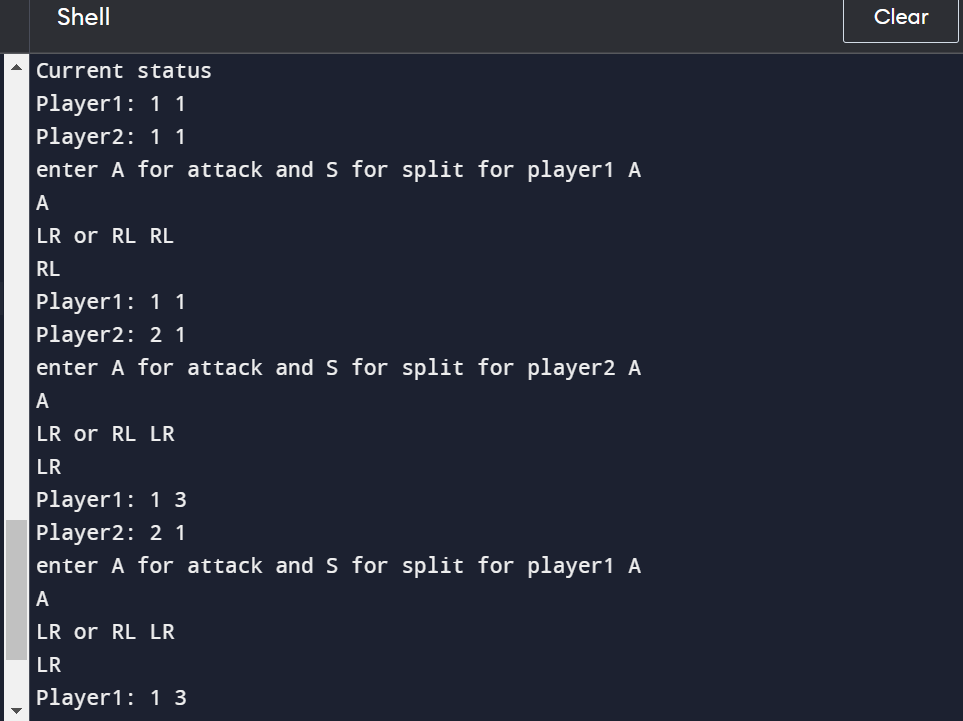 Shell
Clear
Current status
Player1: 1 1
Player2: 1 1
enter A for attack and S for split for player1 A
A
LR or RL RL
RL
Player1: 1 1
Player2: 2 1
enter A for attack and S for split for player2 A
A
LR or RL LR
LR
Player1: 1 3
Player2: 2 1
enter A for attack and S for split for player1 A
A
LR or RL LR
LR
Player1: 1 3